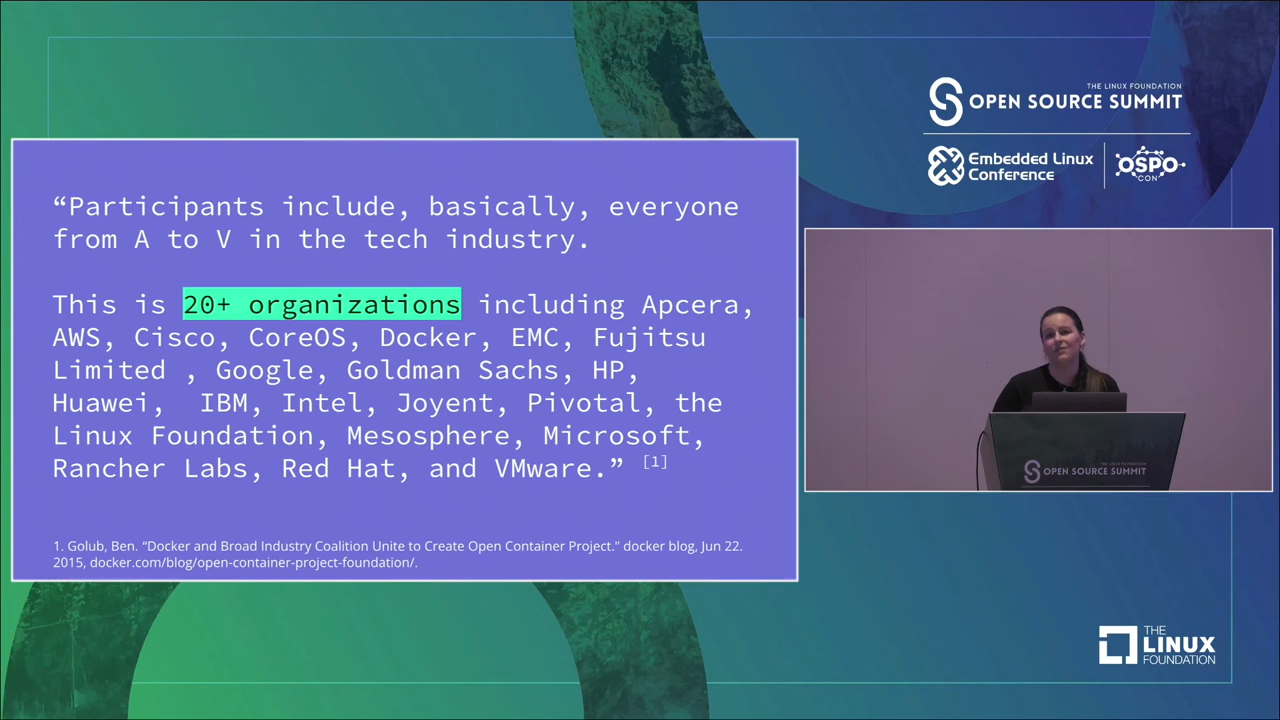 “Participants include, basically, everyone
from A to V in the tech industry.
This is 20+ organizations including Apcera,
AWS, Cisco, CoreOS, Docker, EMC, Fujitsu
Limited , Google, Goldman Sachs, HP,
Huawei,  IBM, Intel, Joyent, Pivotal, the
Linux Foundation, Mesosphere, Microsoft,
Rancher Labs, Red Hat, and VMware.” [1]
1. Golub, Ben. “Docker and Broad Industry Coalition Unite to Create Open Container Project." docker blog, Jun 22.
2015, docker.com/blog/open-container-project-foundation/.
THE LINUX FOUNDATION
OPEN SOURCE SUMMIT
Embedded Linux
Conference
OSPO
CON
OPEN SOURCE SUMMIT
THE
LINUX
FOUNDATION